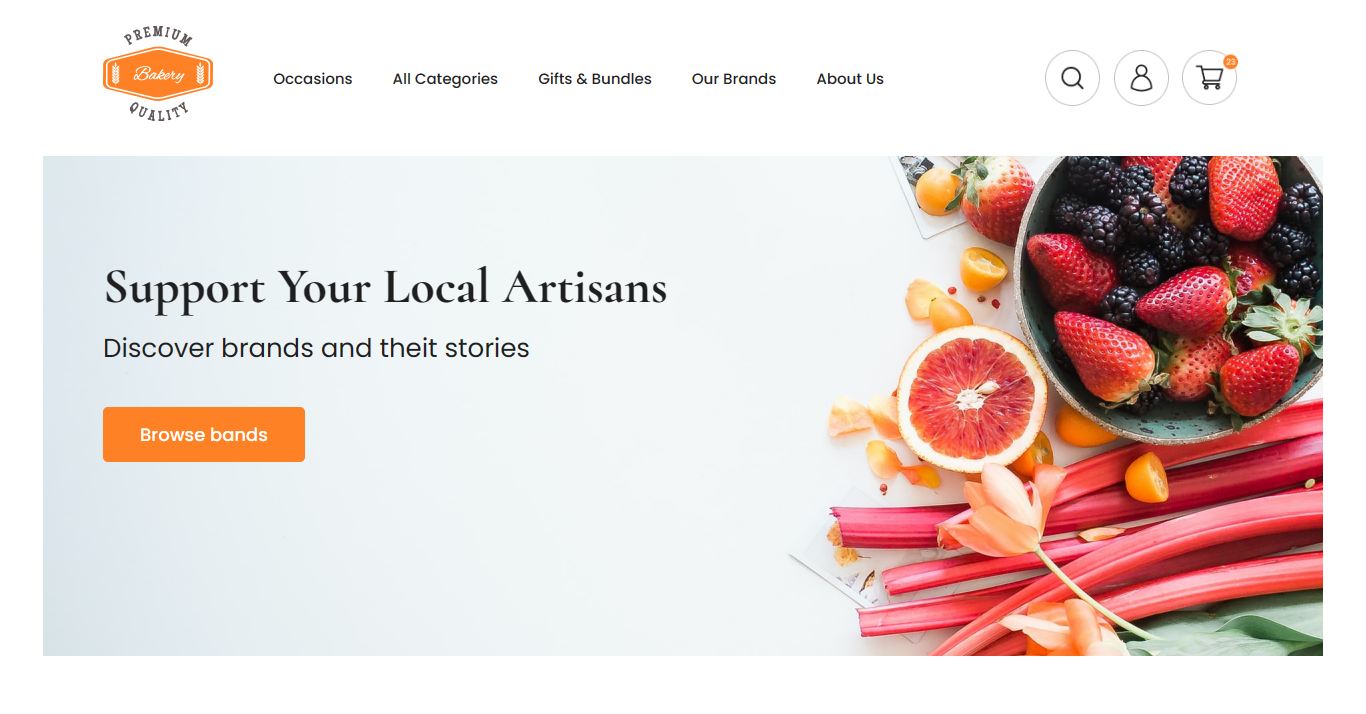 PREMIUM
Bakery
QUALITY
Occasions
All Categories
Gifts & Bundles
Our Brands
About Us
23
Support Your Local Artisans
Discover brands and theit stories
Browse bands